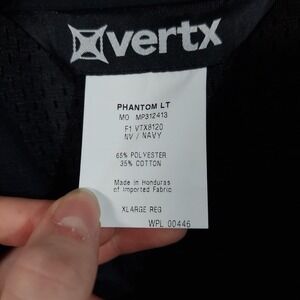 vertx
PHANTOM LT
MO MP312413
F1 VTX8120
NV / NAVY
65% POLYESTER
35% COTTON
Made in Honduras
of Imported Fabric
XLARGE REG
WPL 00446